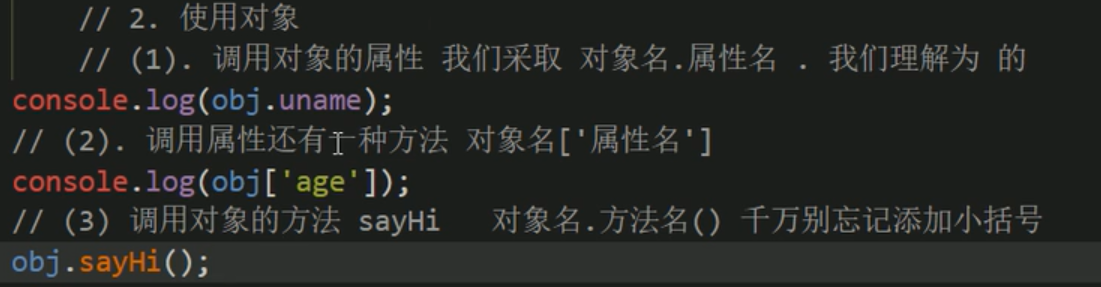 // 2. 使用对象
// (1). 调用对象的属性 我们采取 对象名.属性名 . 我们理解为 的
console.log(obj.uname);
// (2). 调用属性还有一种方法 对象名['属性名']
console.log(obj['age']);
// (3) 调用对象的方法 sayHi   对象名.方法名() 千万别忘记添加小括号
obj.sayHi();